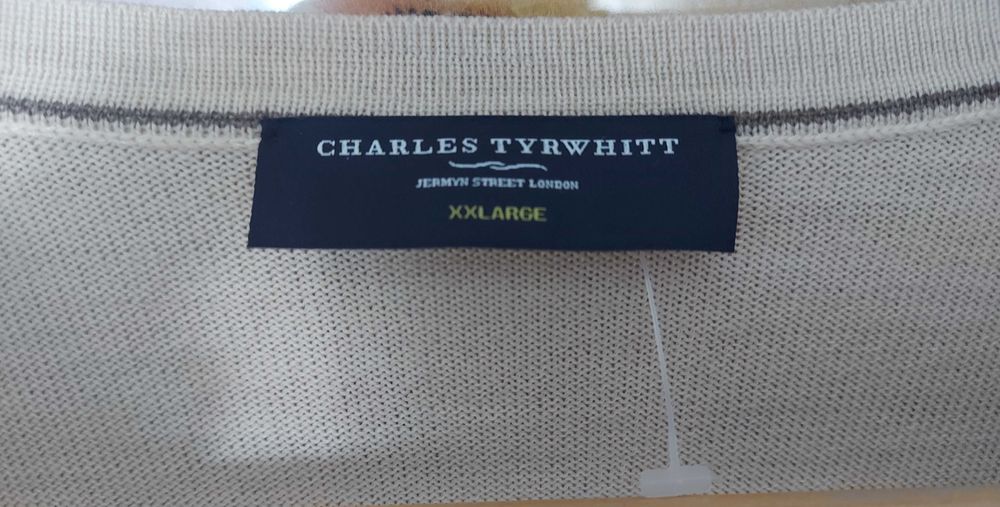 CHARLES TYRWHITT
JERMYN STREET LONDON
XXLARGE